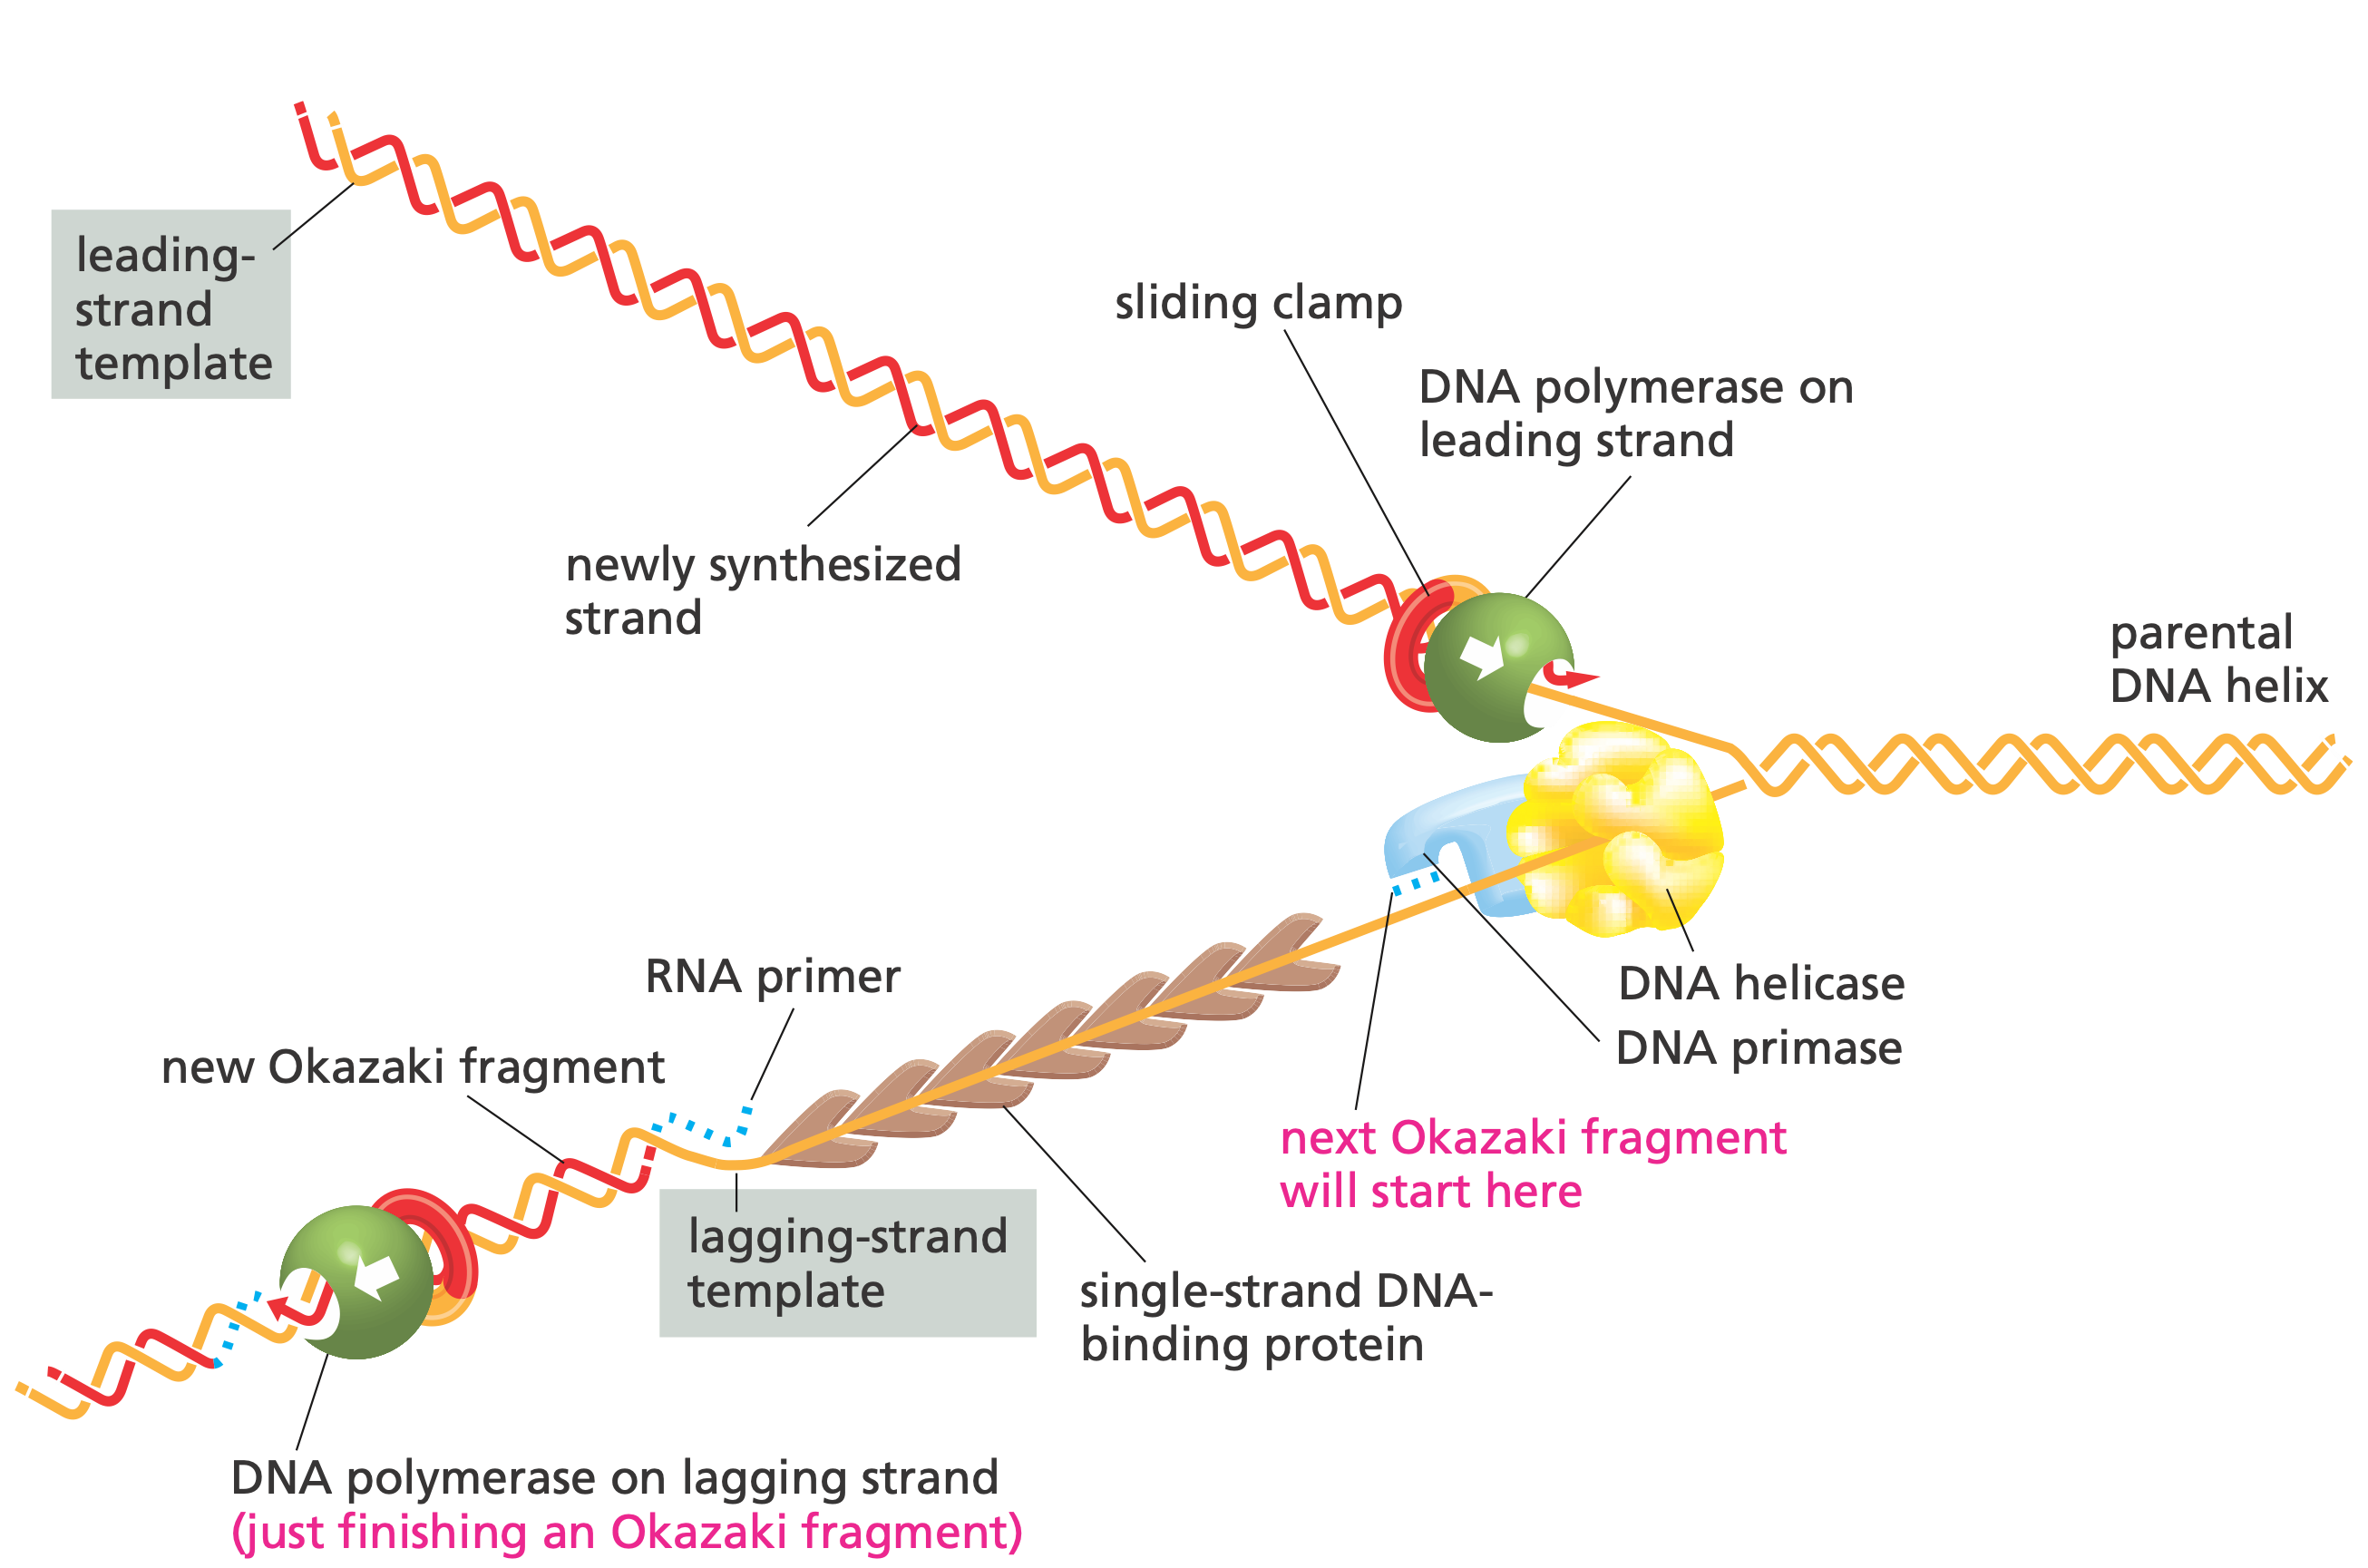 leading-
strand
template
sliding clamp
DNA polymerase on
leading strand
newly synthesized
strand
parental
DNA helix
RNA primer
new Okazaki fragment
DNA helicase
DNA primase
next Okazaki fragment
will start here
lagging-strand
template
single-strand DNA-
binding protein
DNA polymerase on lagging strand
(just finishing an Okazaki fragment)